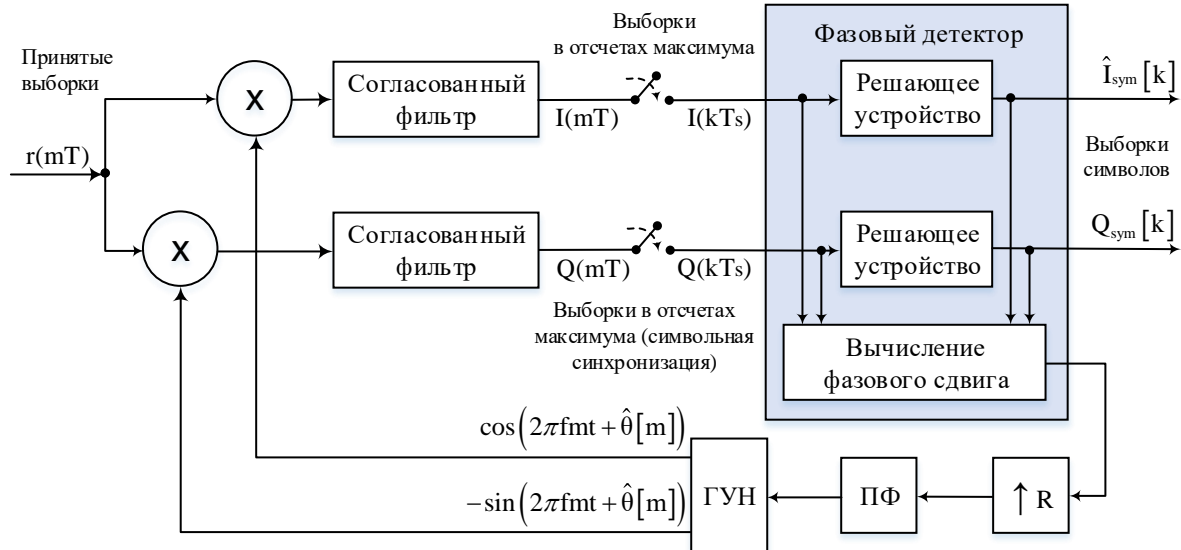 Принятые
выборки
r(mT)
X
X
Согласованный
фильтр
Согласованный
фильтр
Выборки
в отсчетах максимума
I(mT)
I(kTs)
Q(mT)
Q(kTs)
Выборки в отсчетах
максимума (символьная
синхронизация)
Фазовый детектор
Решающее
устройство
Решающее
устройство
Вычисление
фазового сдвига
Î_sym[k]
Выборки
символов
Q_sym[k]
cos(2πfmt + θ̂[m])
−sin(2πfmt + θ̂[m])
ГУН
ПФ
↑ R